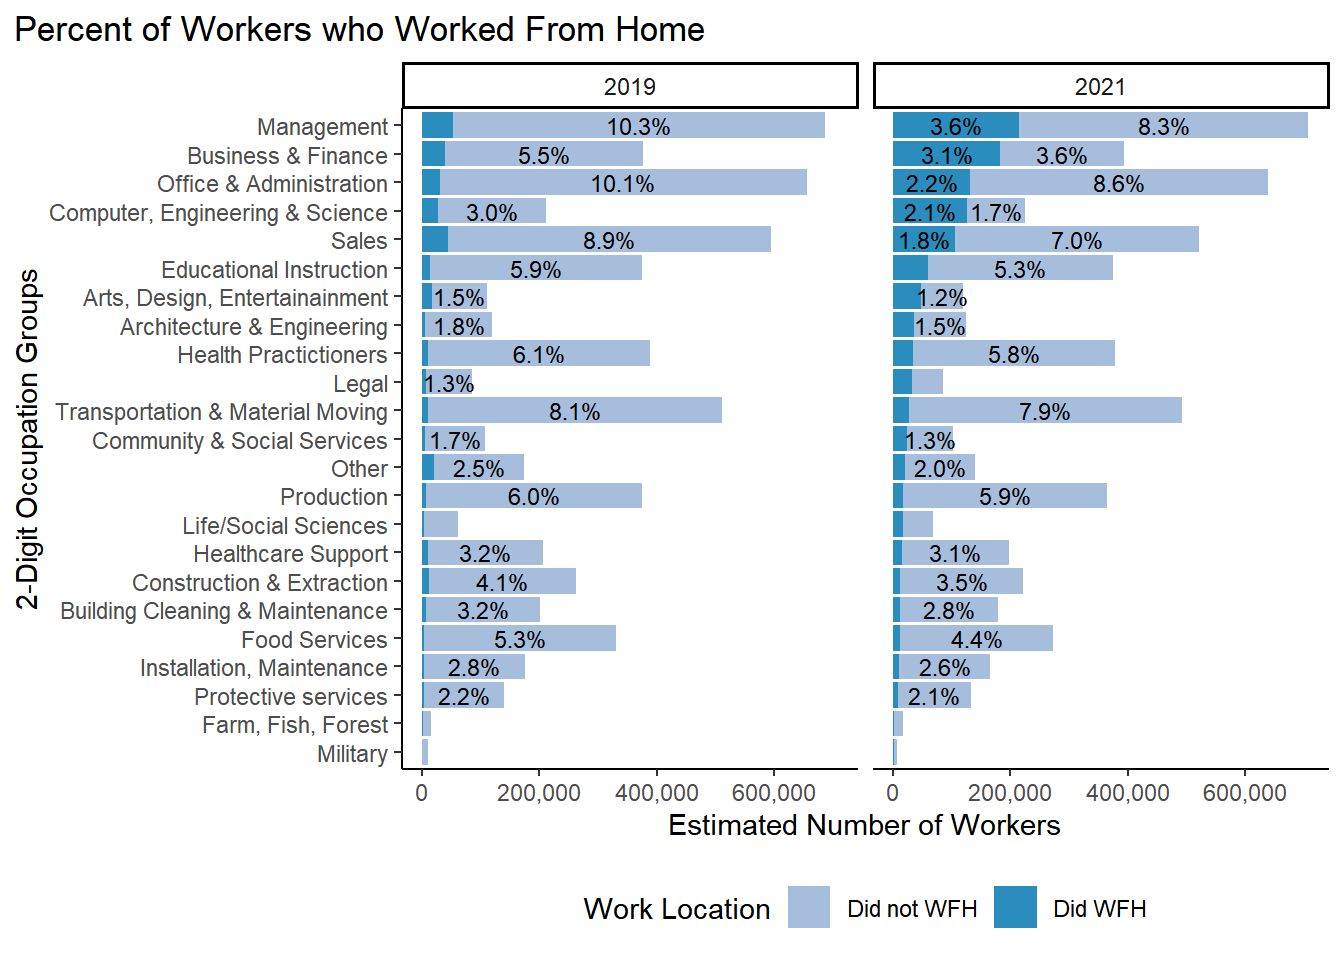 Percent of Workers who Worked From Home
2019
2021
2-Digit Occupation Groups
Management 10.3% 3.6% 8.3%
Business & Finance 5.5% 3.1% 3.6%
Office & Administration 10.1% 2.2% 8.6%
Computer, Engineering & Science 3.0% 2.1% 1.7%
Sales 8.9% 1.8% 7.0%
Educational Instruction 5.9% 5.3%
Arts, Design, Entertainainment 1.5% 1.2%
Architecture & Engineering 1.8% 1.5%
Health Practictioners 6.1% 5.8%
Legal 1.3%
Transportation & Material Moving 8.1% 7.9%
Community & Social Services 1.7% 1.3%
Other 2.5% 2.0%
Production 6.0% 5.9%
Life/Social Sciences
Healthcare Support 3.2% 3.1%
Construction & Extraction 4.1% 3.5%
Building Cleaning & Maintenance 3.2% 2.8%
Food Services 5.3% 4.4%
Installation, Maintenance 2.8% 2.6%
Protective services 2.2% 2.1%
Farm, Fish, Forest
Military
0 200,000 400,000 600,000 0 200,000 400,000 600,000
Estimated Number of Workers
Work Location Did not WFH Did WFH